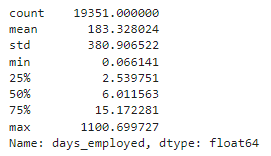 count    19351.000000
mean       183.328024
std        380.906522
min          0.066141
25%          2.539751
50%          6.011563
75%         15.172281
max       1100.699727
Name: days_employed, dtype: float64